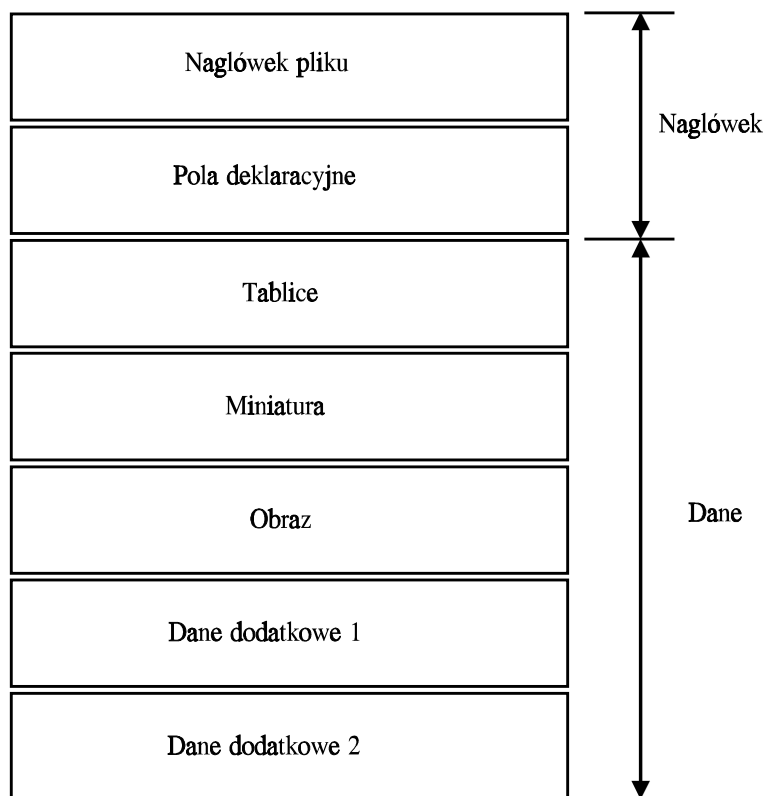 Naglówek pliku
Naglówek
Pola deklaracyjne
Tablice
Miniatura
Obraz
Dane
Dane dodatkowe 1
Dane dodatkowe 2